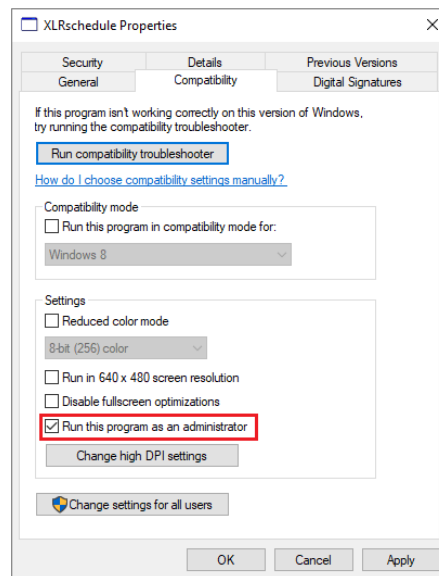 XLRschedule Properties
Security Details Previous Versions
General Compatibility Digital Signatures
If this program isn't working correctly on this version of Windows,
try running the compatibility troubleshooter.
Run compatibility troubleshooter
How do I choose compatibility settings manually?
Compatibility mode
Run this program in compatibility mode for:
Windows 8
Settings
Reduced color mode
8-bit (256) color
Run in 640 x 480 screen resolution
Disable fullscreen optimizations
Run this program as an administrator
Change high DPI settings
Change settings for all users
OK Cancel Apply